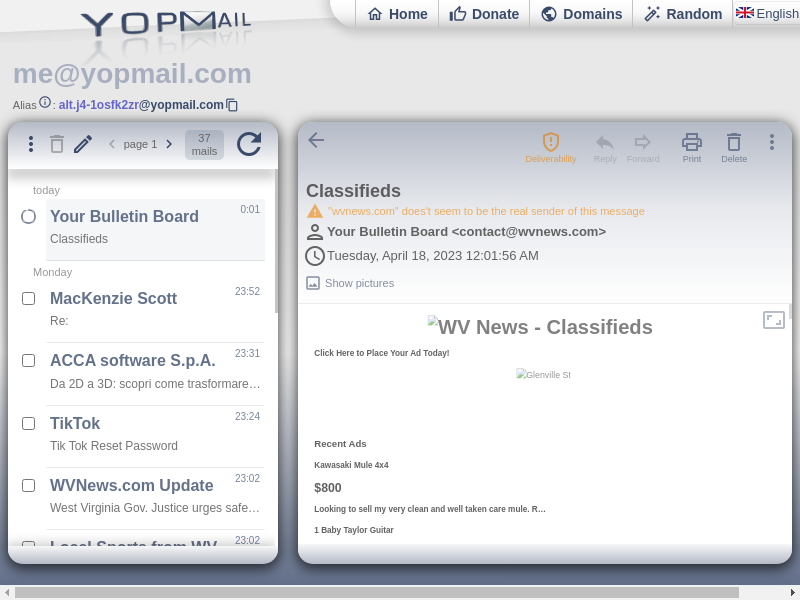 YOPMAIL
Home
Donate
Domains
Random
English
me@yopmail.com
Alias : alt.j4-1osfk2zr@yopmail.com
page 1
37
mails
today
Your Bulletin Board
0:01
Classifieds
Monday
MacKenzie Scott
23:52
Re:
ACCA software S.p.A.
23:31
Da 2D a 3D: scopri come trasformare…
TikTok
23:24
Tik Tok Reset Password
WVNews.com Update
23:02
West Virginia Gov. Justice urges safe…
Local Sports from WV
23:02
Deliverability
Reply
Forward
Print
Delete
Classifieds
"wvnews.com" does't seem to be the real sender of this message
Your Bulletin Board <contact@wvnews.com>
Tuesday, April 18, 2023 12:01:56 AM
Show pictures
WV News - Classifieds
Click Here to Place Your Ad Today!
Glenville St
Recent Ads
Kawasaki Mule 4x4
$800
Looking to sell my very clean and well taken care mule. R…
1 Baby Taylor Guitar